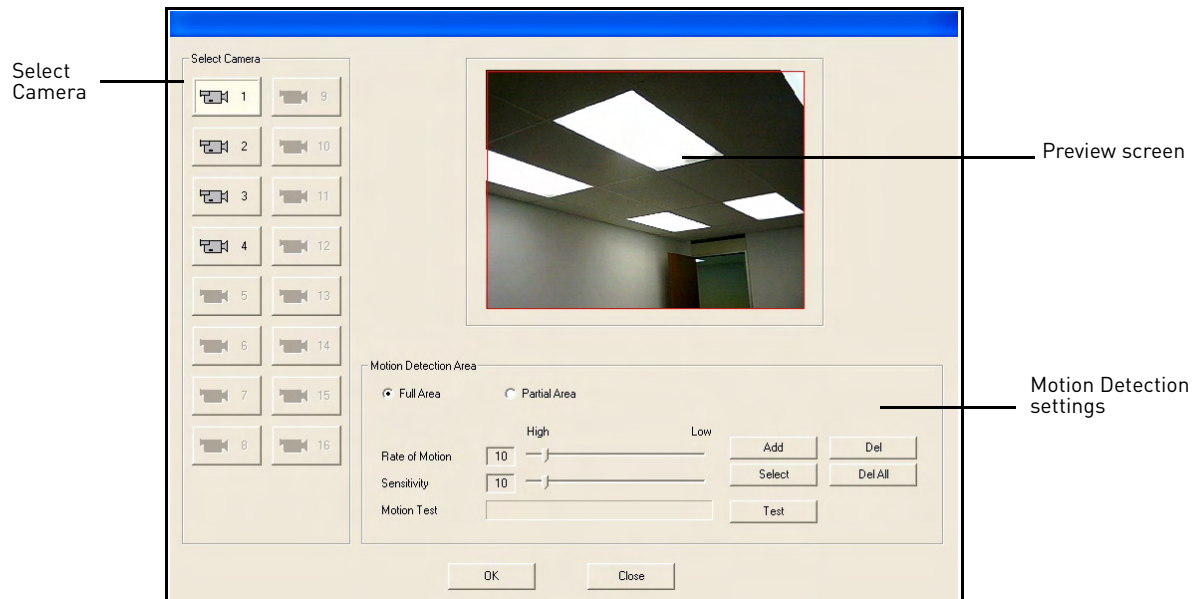 Select
Camera
Select Camera
1 9
2 10
3 11
4 12
5 13
6 14
7 15
8 16
Preview screen
Motion Detection Area
Full Area Partial Area
Motion Detection
settings
High Low
Rate of Motion 10
Sensitivity 10
Motion Test
Add Del
Select Del All
Test
OK Close